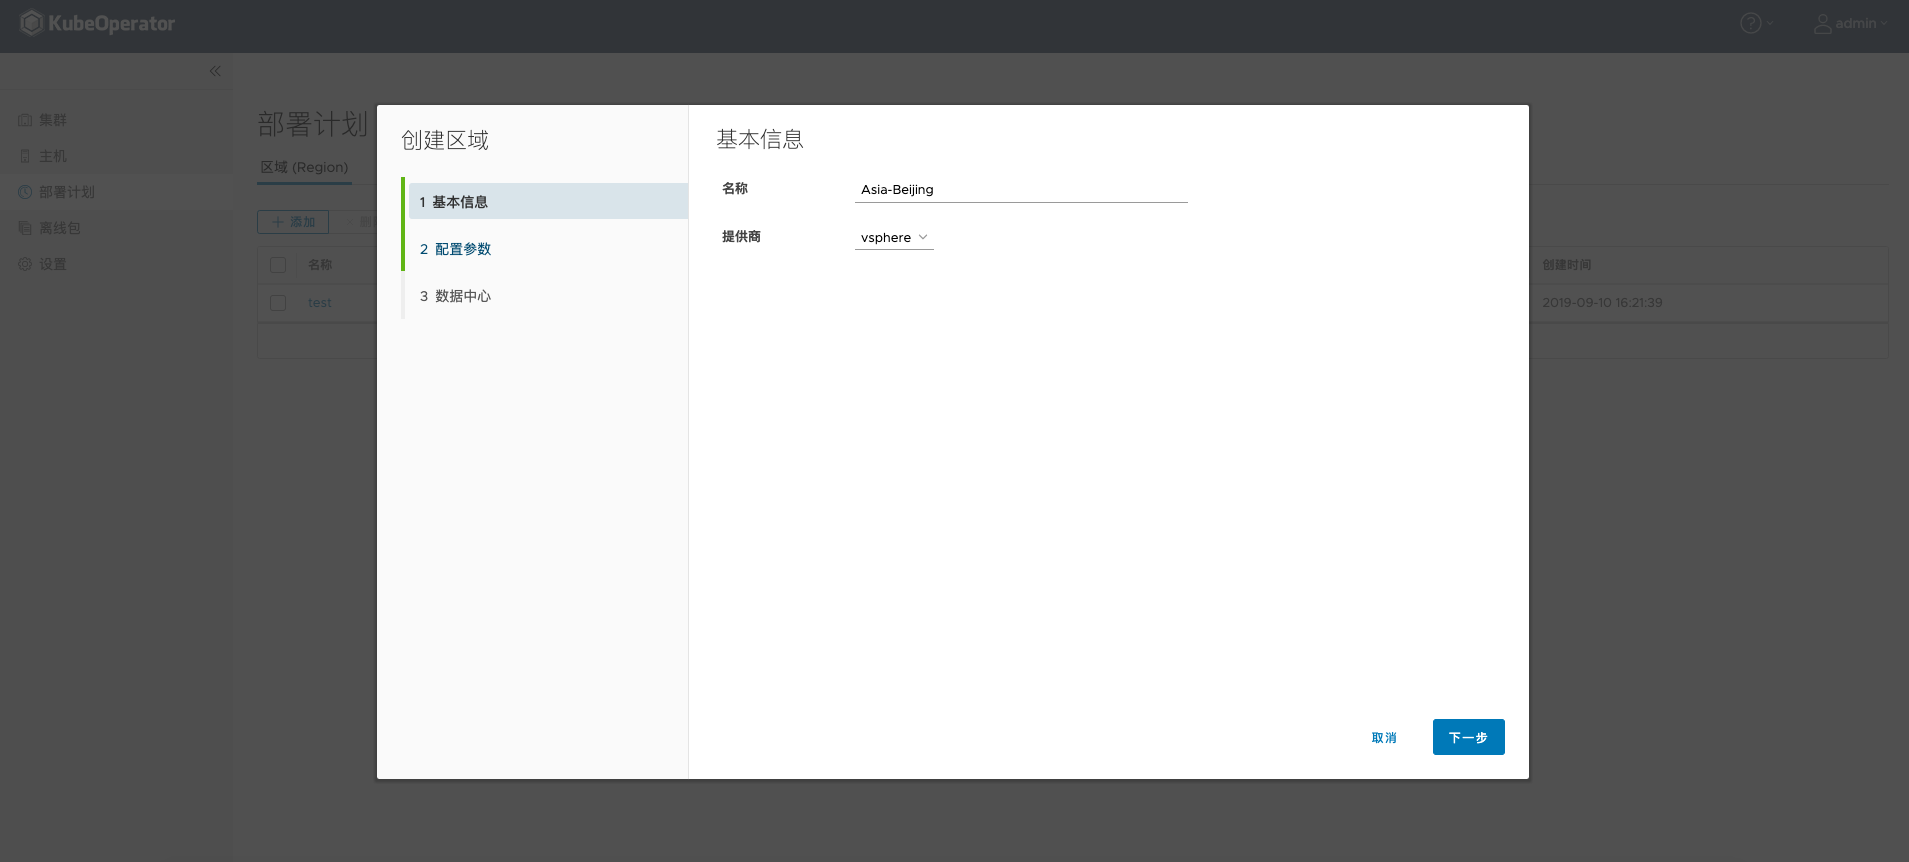 KubeOperator
?
admin
集群
主机
部署计划
离线包
设置
部署计划
区域 (Region)
添加
名称
创建时间
test
2019-09-10 16:21:39
创建区域
1 基本信息
2 配置参数
3 数据中心
基本信息
名称
Asia-Beijing
提供商
vsphere
取消
下一步